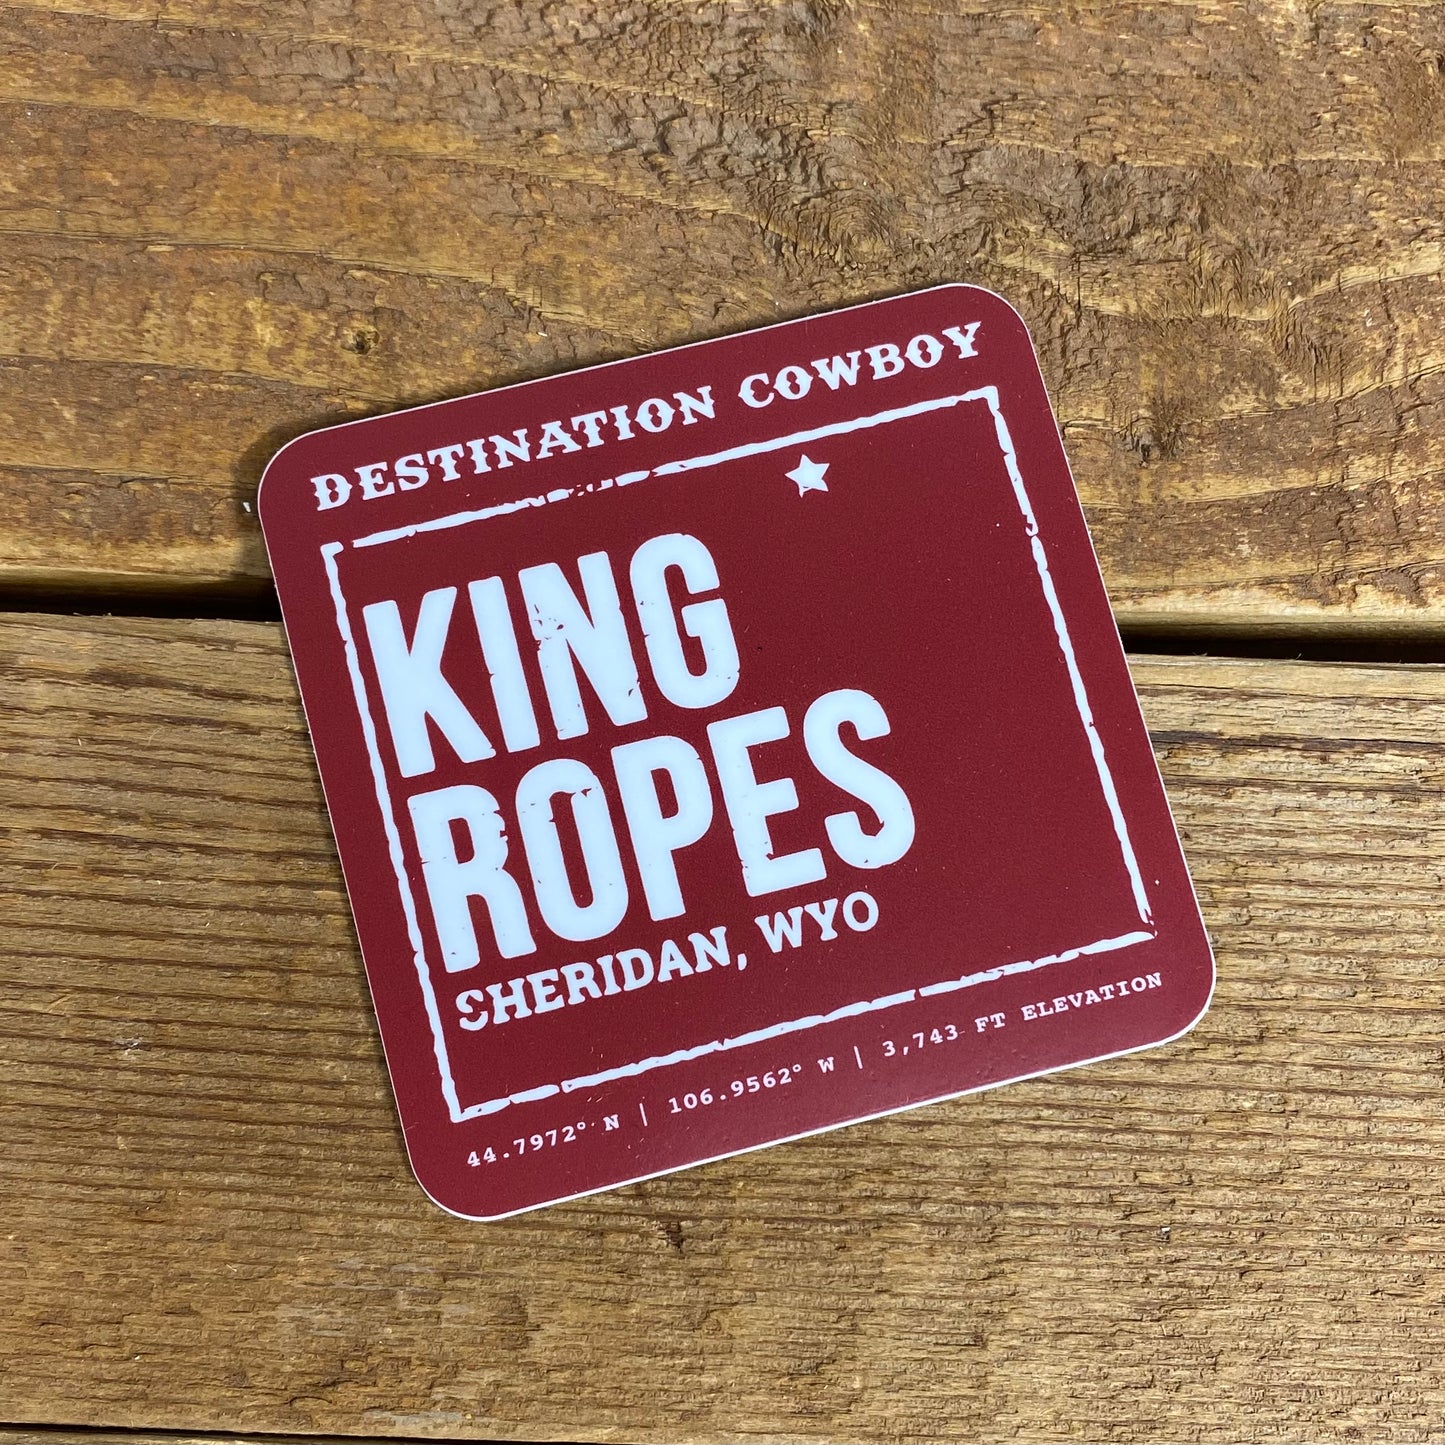 DESTINATION COWBOY
KING
ROPES
SHERIDAN, WYO
44.7972° N | 106.9562° W | 3,743 FT ELEVATION